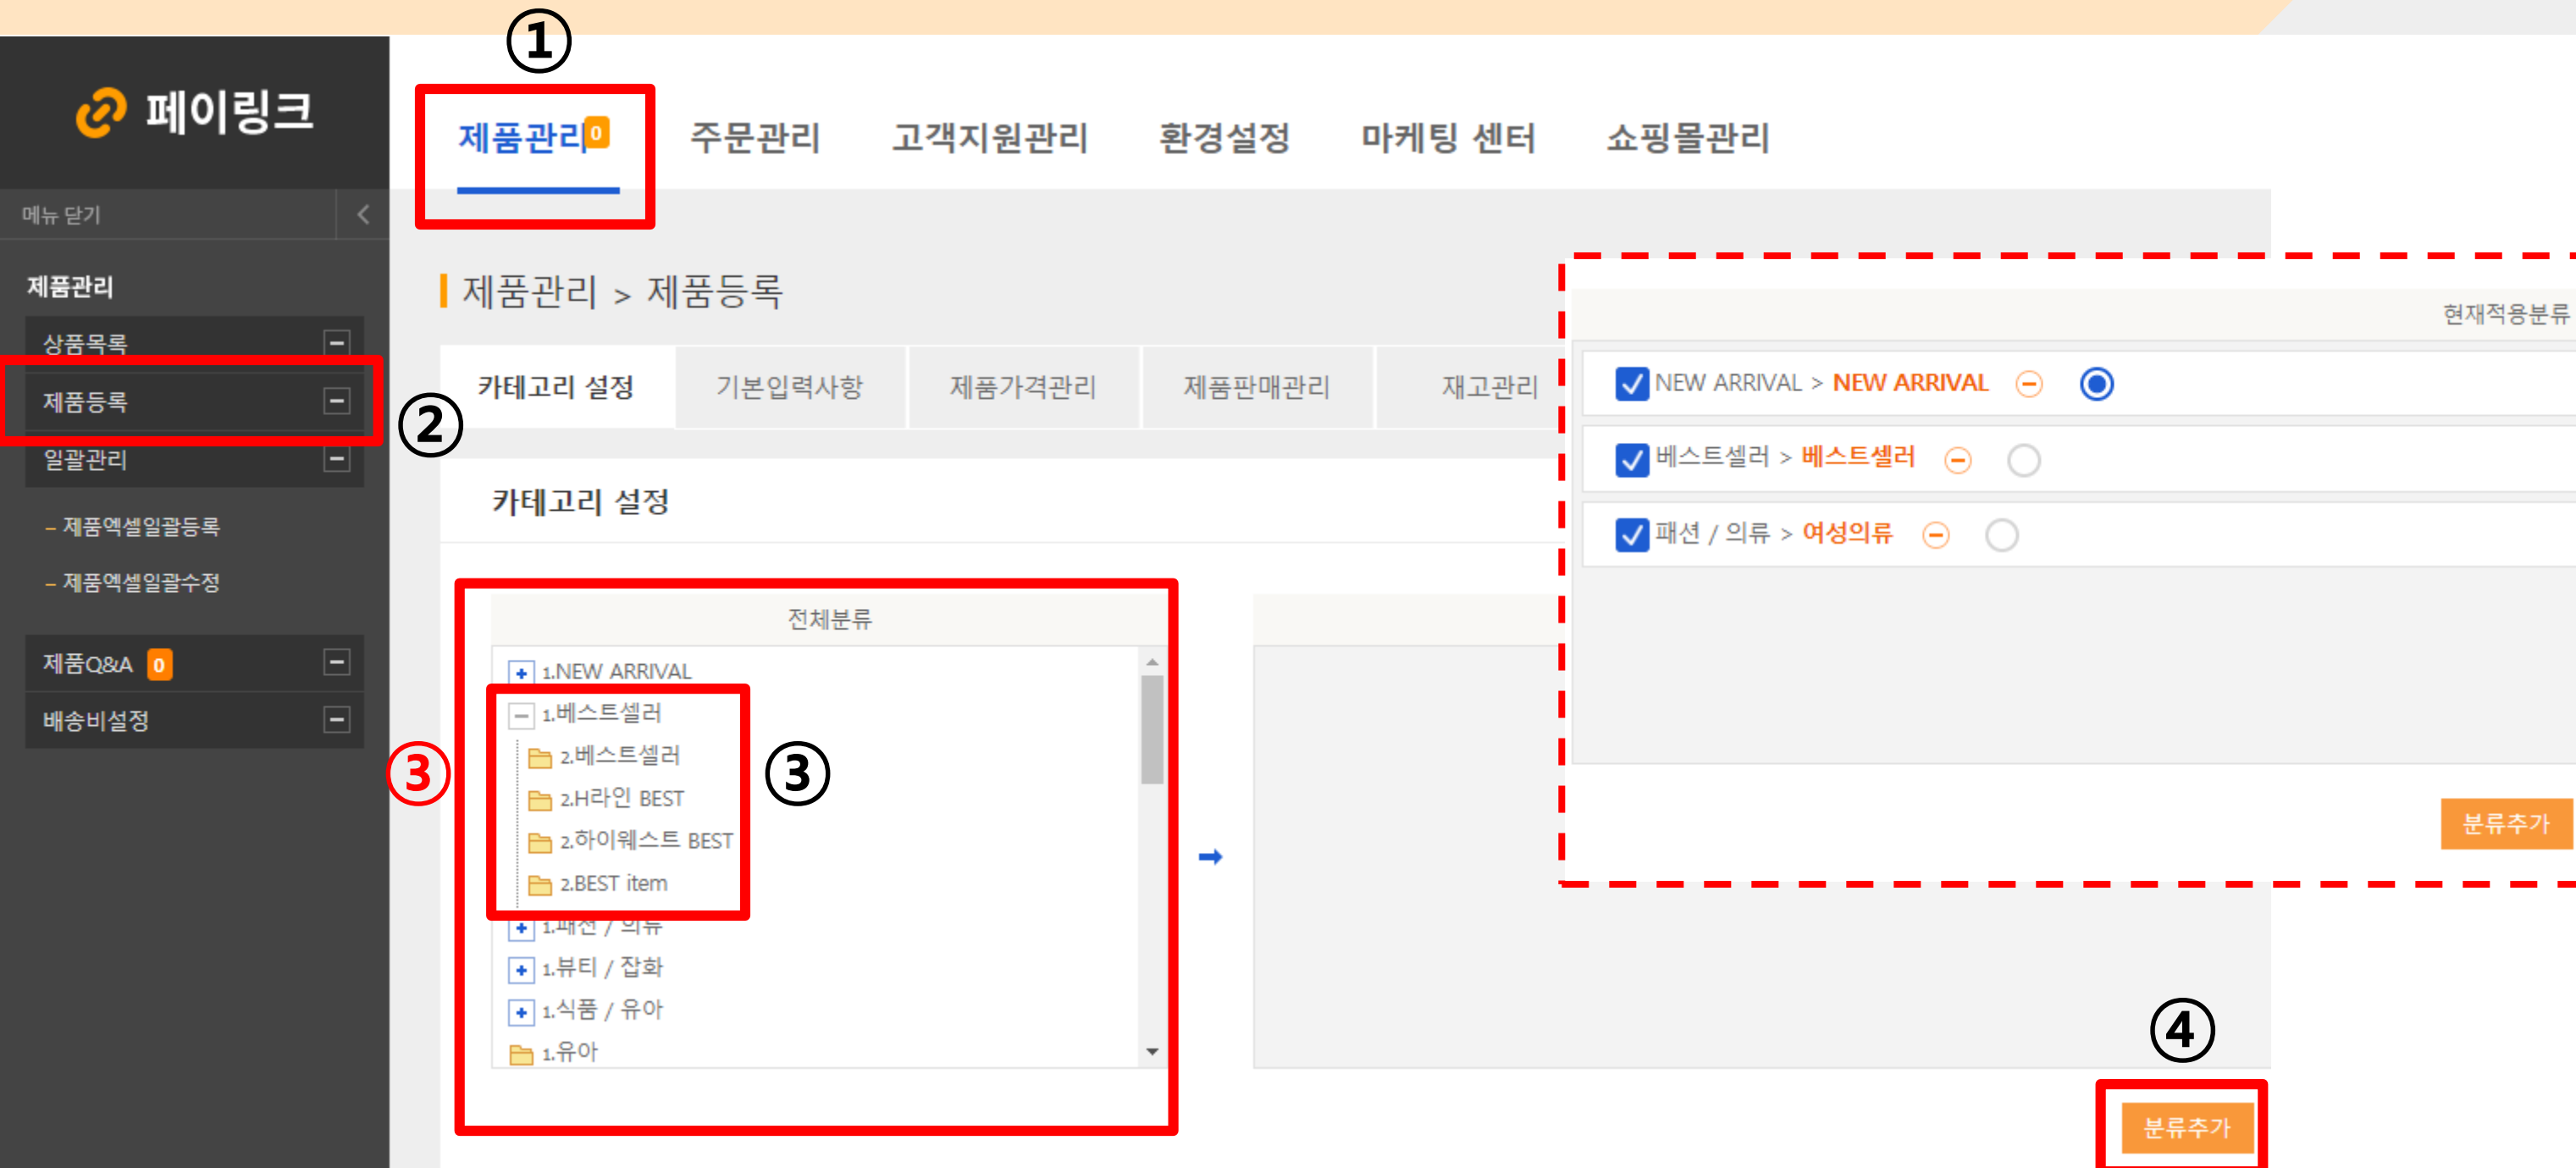 ①
페이링크
제품관리 0 주문관리 고객지원관리 환경설정 마케팅 센터 쇼핑몰관리
메뉴 닫기
제품관리
상품목록
제품등록
②
일괄관리
- 제품엑셀일괄등록
- 제품엑셀일괄수정
제품Q&A 0
배송비설정
제품관리 > 제품등록
카테고리 설정 기본입력사항 제품가격관리 제품판매관리 재고관리
카테고리 설정
전체분류
1.NEW ARRIVAL
1.베스트셀러
2.베스트셀러
2.H라인 BEST
2.하이웨스트 BEST
2.BEST item
③ ③
1.패션 / 의류
1.뷰티 / 잡화
1.식품 / 유아
1.유아
현재적용분류
NEW ARRIVAL > NEW ARRIVAL
베스트셀러 > 베스트셀러
패션 / 의류 > 여성의류
분류추가
④
분류추가